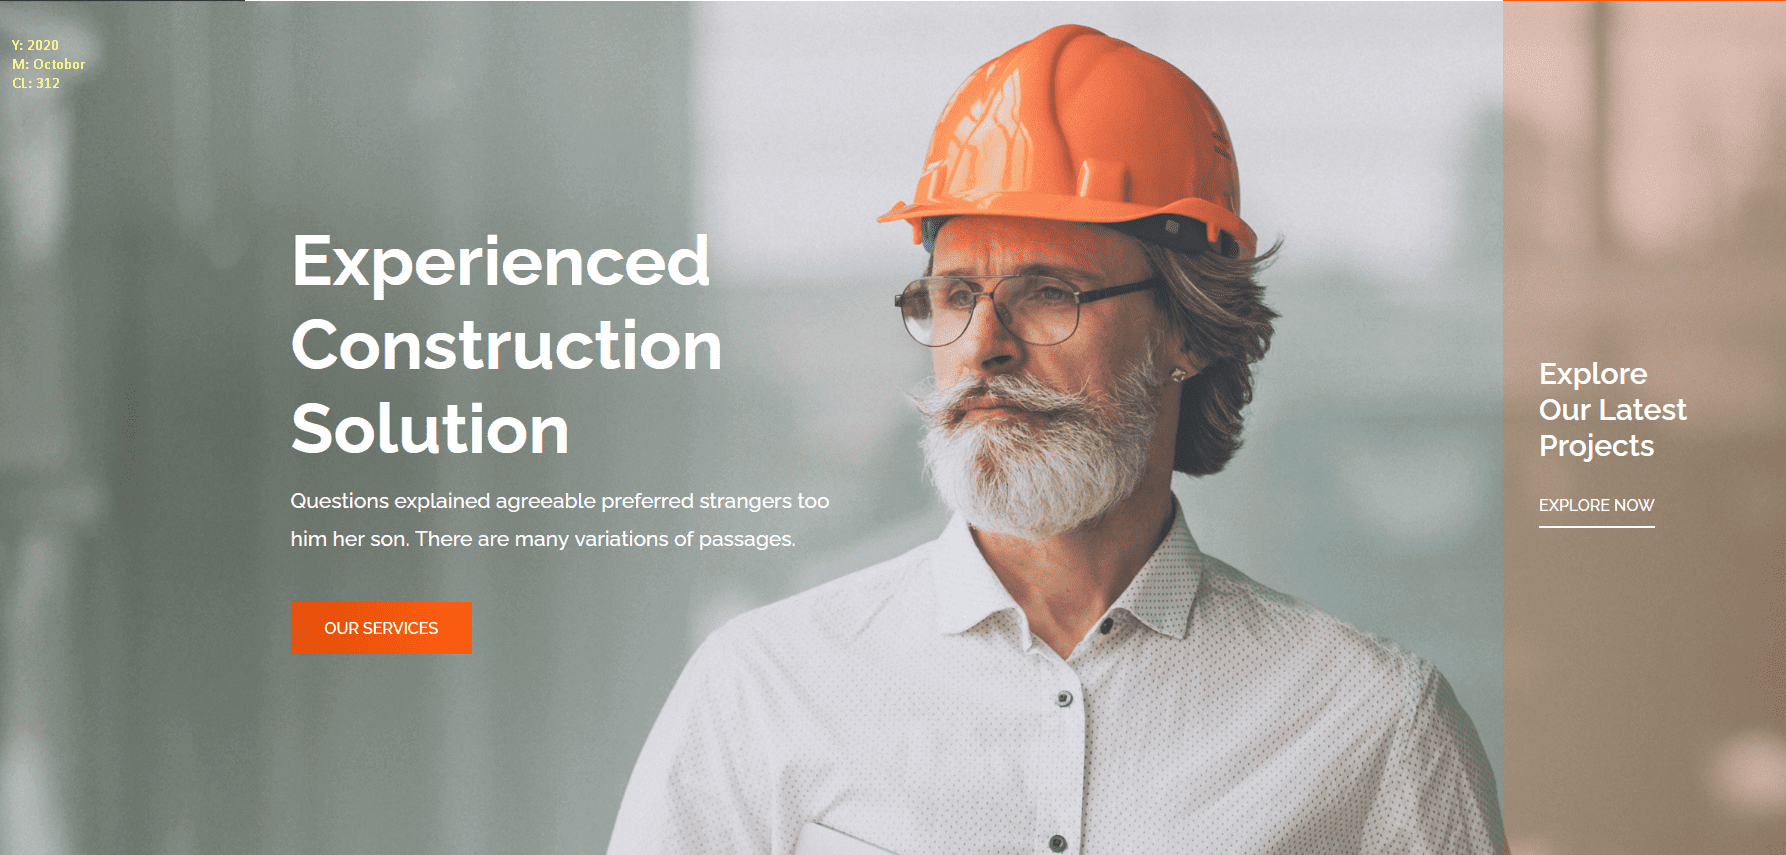 Y: 2020
M: Octobor
CL: 312
Experienced
Construction
Solution
Questions explained agreeable preferred strangers too
him her son. There are many variations of passages.
OUR SERVICES
Explore
Our Latest
Projects
EXPLORE NOW